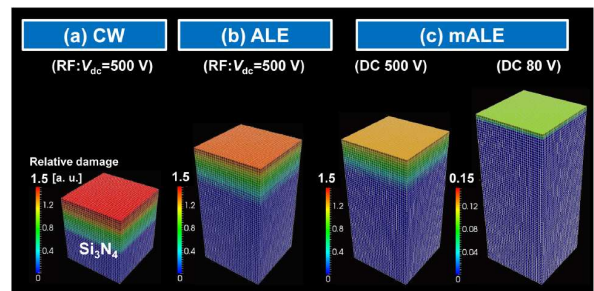 (a) CW
(b) ALE
(c) mALE
(RF:Vdc=500 V)
(RF:Vdc=500 V)
(DC 500 V)
(DC 80 V)
Relative damage
1.5 [a. u.]
1.2
0.8
0.4
0
Si3N4
1.5
1.2
0.8
0.4
0
1.5
1.2
0.8
0.4
0
0.15
0.12
0.08
0.04
0